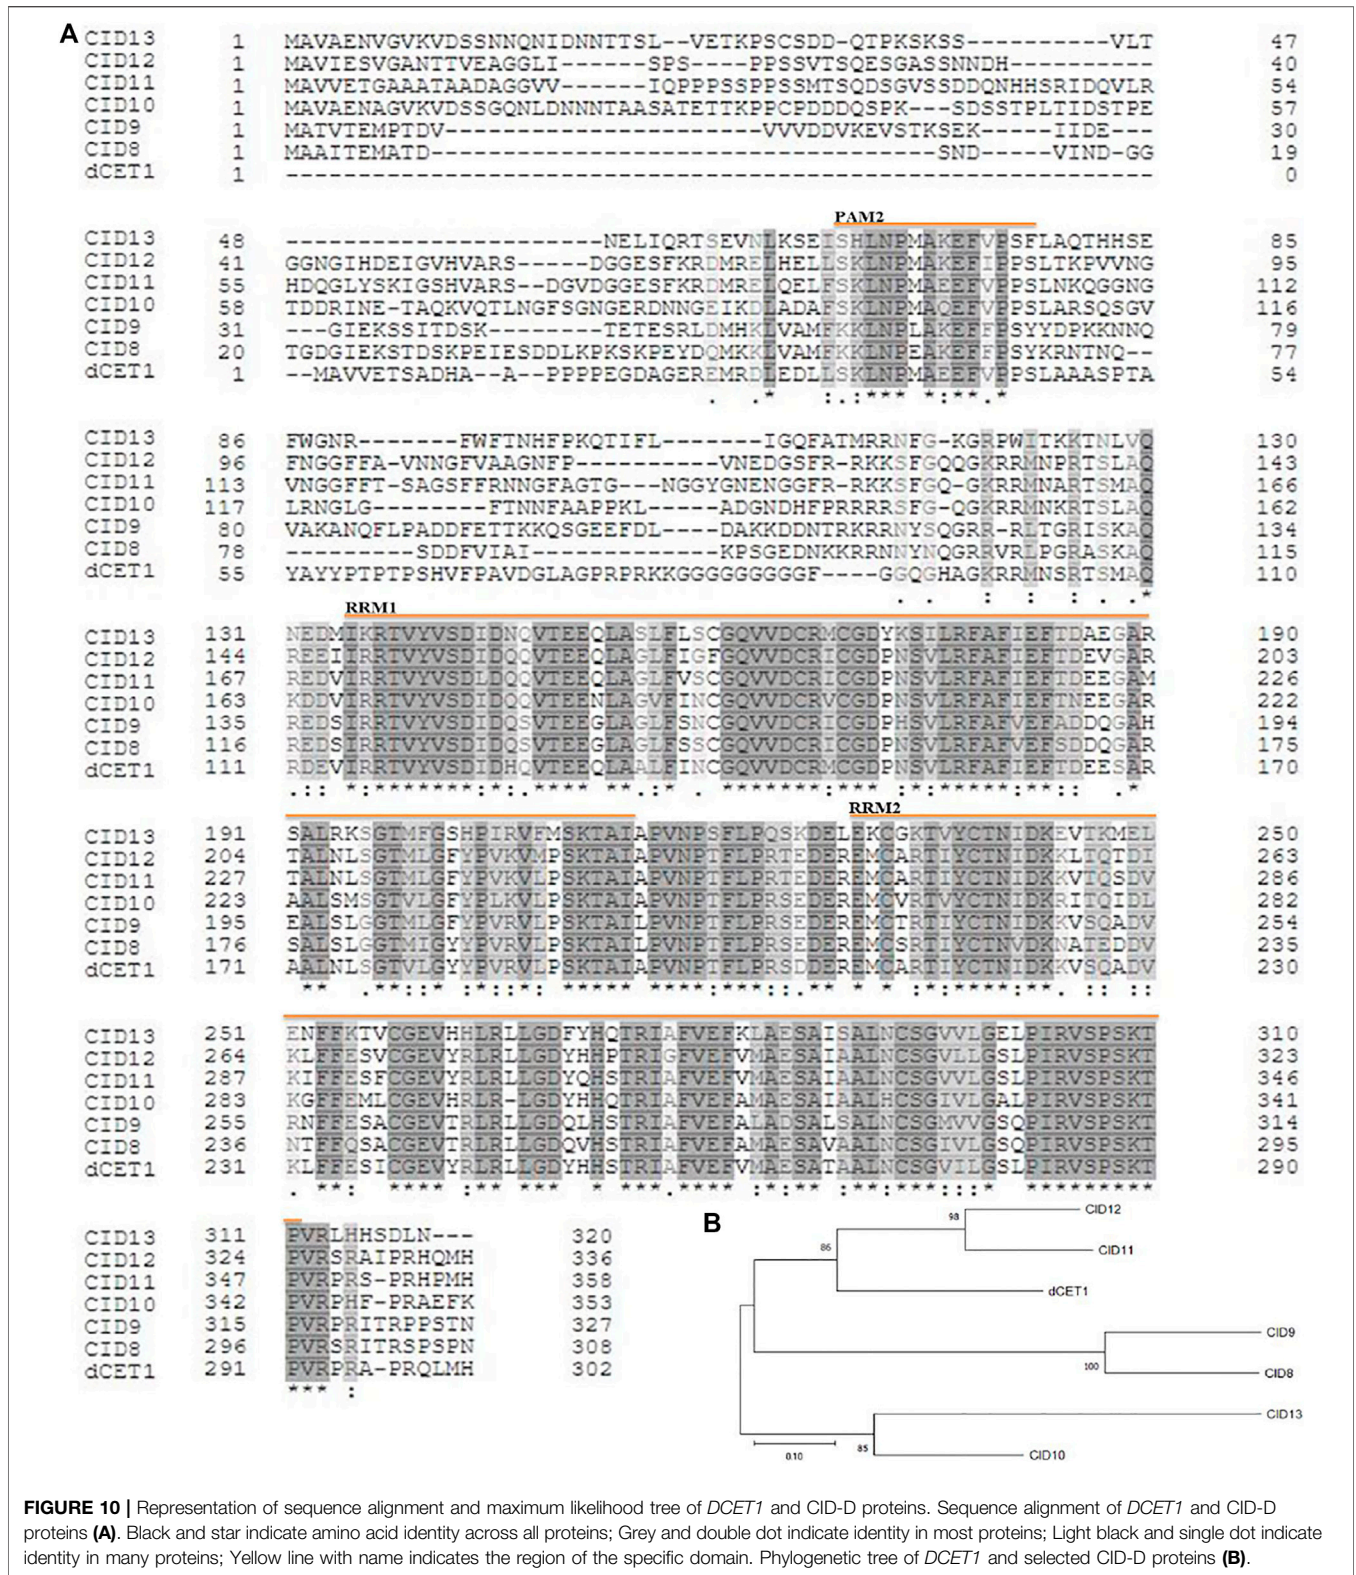 A
CID13 1 MAVAENVGVKVDSSNNQNIDNNTTSL--VETKPSCSDD-QTPKSKSS----------VLT 47
CID12 1 MAVIESVGANTTVEAGGLI------SPS----PPSSVTSQESGASSNNDH---------- 40
CID11 1 MAVVETGAAATAADAGGVV------IQPPPSSPPSSMTSQDSGVSSDDQNHHSRIDQVLR 54
CID10 1 MAVAENAGVKVDSSGQNLDNNNTAASATETTKPPCPDDDQSPK---SDSSTPLTIDSTPE 57
CID9 1 MATVTEMPTDV----------------------VVVDDVKEVSTKSEK-----IIDE--- 30
CID8 1 MAAITEMATD-----------------------------------SND-----VIND-GG 19
dCET1 1 ------------------------------------------------------------ 0
PAM2
CID13 48 ----------------------NELIQRTSEVNLKSEISHLNPMAKEFVPSFLAQTHHSE 85
CID12 41 GGNGIHDEIGVHVARS-----DGGESFKRDMRELHELLSKLNPMAKEFIPPSLTKPVVNG 95
CID11 55 HDQGLYSKIGSHVARS--DGVDGGESFKRDMRELQELFSKLNPMAEEFVPPSLNKQGGNG 112
CID10 58 TDDRINE-TAQKVQTLNGFSGNGERDNNGEIKDLADAFSKLNPMAQEFVPPSLARSQSGV 116
CID9 31 ---GIEKSSITDSK--------TETESRLDMHKLVAMFKKLNPLAKEFFPSYYDPKKNNQ 79
CID8 20 TGDGIEKSTDSKPEIESDDLKPKSKPEYDQMKKLVAMFKKLNPEAKEFFPSYKRNTNQ-- 77
dCET1 1 --MAVVETSADHA--A--PPPPEGDAGEREMRDLEDLLSKLNPMAEEFVPPSLAAASPTA 54
. .* :.:*** *:**.*
CID13 86 FWGNR-------FWFTNHFPKQTIFL-------IGQFATMRRNFG-KGRPWITKKTNLVQ 130
CID12 96 FNGGFFA-VNNGFVAAGNFP----------VNEDGSFR-RKKSFGQQGKRRMNPRTSLAQ 143
CID11 113 VNGGFFT-SAGSFFRNNGFAGTG---NGGYGNENGGFR-RKKSFGQ-GKRRMNARTSMAQ 166
CID10 117 LRNGLG--------FTNNFAAPPKL-----ADGNDHFPRRRRSFG-QGKRRMNKRTSLAQ 162
CID9 80 VAKANQFLPADDFETTKKQSGEEFDL----DAKKDDNTRKRRNYSQGRR-RLTGRISKAQ 134
CID8 78 ---------SDDFVIAI-------------KPSGEDNKKRRNNYNQGRRVRLPGRASKAQ 115
dCET1 55 YAYYPTPTPSHVFPAVDGLAGPRPRKKGGGGGGGGGF----GGQGHAGKRRMNSRTSMAQ 110
. . : : : . . *
RRM1
CID13 131 NEDMIKRTVYVSDIDNQVTEEQLASLFLSCGQVVDCRMCGDYKSILRFAFIEFTDAEGAR 190
CID12 144 REEIIRRTVYVSDIDQQVTEEQLAGLFIGFGQVVDCRICGDPNSVLRFAFIEFTDEVGAR 203
CID11 167 REDVIRRTVYVSDLDQQVTEEQLAGLFVSCGQVVDCRICGDPNSVLRFAFIEFTDEEGAM 226
CID10 163 KDDVIRRTVYVSDIDQQVTEENLAGVFINCGQVVDCRVCGDPNSVLRFAFIEFTNEEGAR 222
CID9 135 REDSIRRTVYVSDIDQSVTEEGLAGLFSNCGQVVDCRICGDPHSVLRFAFVEFADDQGAH 194
CID8 116 REDSIRRTVYVSDIDQSVTEEGLAGLFSSCGQVVDCRICGDPNSVLRFAFVEFSDDQGAR 175
dCET1 111 RDEVIRRTVYVSDIDHQVTEEQLAALFINCGQVVDCRMCGDPNSVLRFAFIEFTDEESAR 170
.:: *:*******:*:.**** **.:* . ******* *** :*:*****:**:: .*
RRM2
CID13 191 SALRKSGTMFGSHPIRVFMSKTAIAPVNPSFLPQSKDELEKCGKTVYCTNIDKEVTKMEL 250
CID12 204 TALNLSGTMLGFYPVKVMPSKTAIAPVNPTFLPRTEDEREMCARTIYCTNIDKKLTQTDI 263
CID11 227 TALNLSGTMLGFYPVKVLPSKTAIAPVNPTFLPRTEDEREMCARTIYCTNIDKKVTQSDV 286
CID10 223 AALSMSGTVLGFYPLKVLPSKTAIAPVNPTFLPRSEDEREMCVRTVYCTNIDKRITQIDL 282
CID9 195 EALSLGGTMLGFYPVRVLPSKTAILPVNPTFLPRSEDEREMCTRTIYCTNIDKKVSQADV 254
CID8 176 SALSLGGTMIGYYPVRVLPSKTAILPVNPTFLPRSEDEREMCSRTIYCTNVDKNATEDDV 235
dCET1 171 AALNLSGTVLGYYPVRVLPSKTAIAPVNPTFLPRSDDEREMCARTIYCTNIDKKVSQADV 230
** .**::* :*::*: ***** ****:***::.** * * :*:****:**. :: ::
CID13 251 ENFFKTVCGEVHHLRLLGDFYHQTRIAFVEFKLAESAISALNCSGVVLGELPIRVSPSKT 310
CID12 264 KLFFESVCGEVYRLRLLGDYHHPTRIGFVEFVMAESAIAALNCSGVLLGSLPIRVSPSKT 323
CID11 287 KIFFESFCGEVYRLRLLGDYQHSTRIAFVEFVMAESAIAALNCSGVVLGSLPIRVSPSKT 346
CID10 283 KGFFEMLCGEVHRLR-LGDYHHQTRIAFVEFAMAESAIAALHCSGIVLGALPIRVSPSKT 341
CID9 255 RNFFESACGEVTRLRLLGDQLHSTRIAFVEFALAESALSALNCSGMVVGSQPIRVSPSKT 314
CID8 236 NTFFQSACGEVTRLRLLGDQVHSTRIAFVEFAMAESAVAALNCSGIVLGSQPIRVSPSKT 295
dCET1 231 KLFFESICGEVYRLRLLGDYHHSTRIAFVEFVMAESATAALNCSGVILGSLPIRVSPSKT 290
. **: **** :** *** * ***.**** :**** :**:***:::* *********
CID13 311 PVRLHHSDLN--- 320
CID12 324 PVRSRAIPRHQMH 336
CID11 347 PVRPRS-PRHPMH 358
CID10 342 PVRPHF-PRAEFK 353
CID9 315 PVRPRITRPPSTN 327
CID8 296 PVRSRITRSPSPN 308
dCET1 291 PVRPRA-PRQLMH 302
*** :
B
CID12
98
CID11
86
dCET1
CID9
100
CID8
CID13
0.10
85
CID10
FIGURE 10 | Representation of sequence alignment and maximum likelihood tree of DCET1 and CID-D proteins. Sequence alignment of DCET1 and CID-D
proteins (A). Black and star indicate amino acid identity across all proteins; Grey and double dot indicate identity in most proteins; Light black and single dot indicate
identity in many proteins; Yellow line with name indicates the region of the specific domain. Phylogenetic tree of DCET1 and selected CID-D proteins (B).